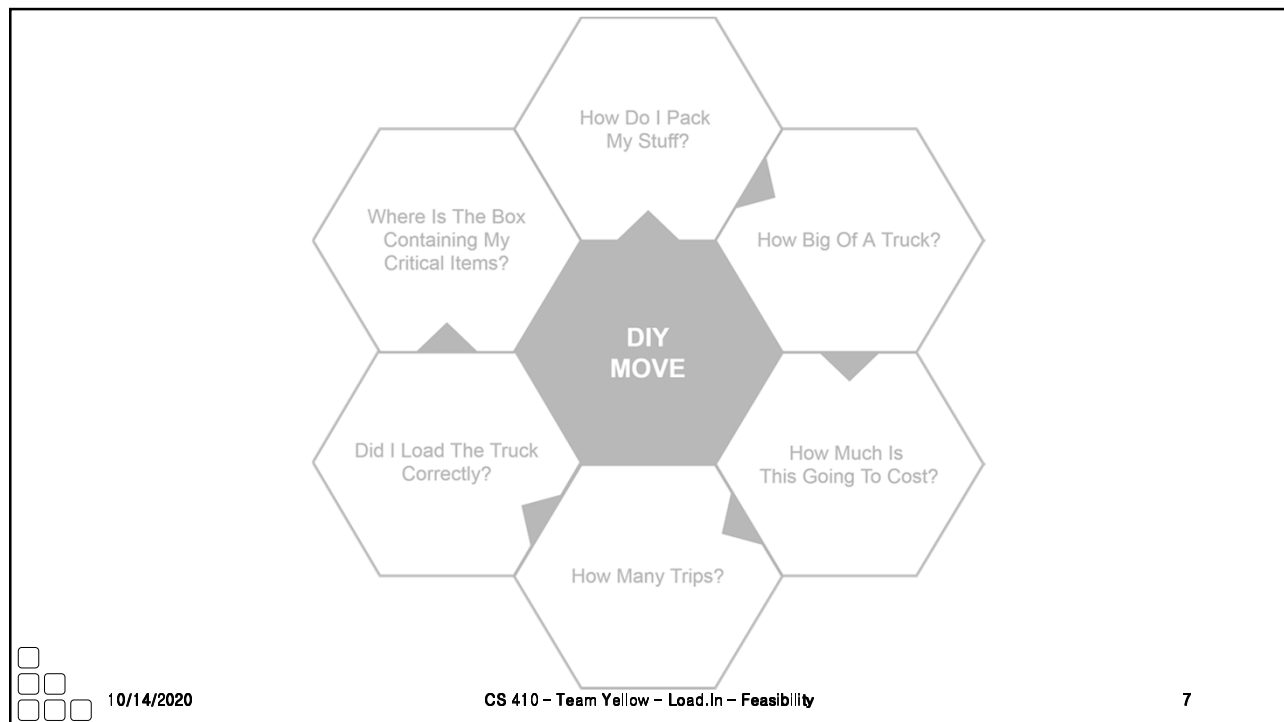 How Do I Pack
My Stuff?
Where Is The Box
Containing My
Critical Items?
How Big Of A Truck?
DIY
MOVE
Did I Load The Truck
Correctly?
How Much Is
This Going To Cost?
How Many Trips?
10/14/2020
CS 410 – Team Yellow – Load.In – Feasibility
7